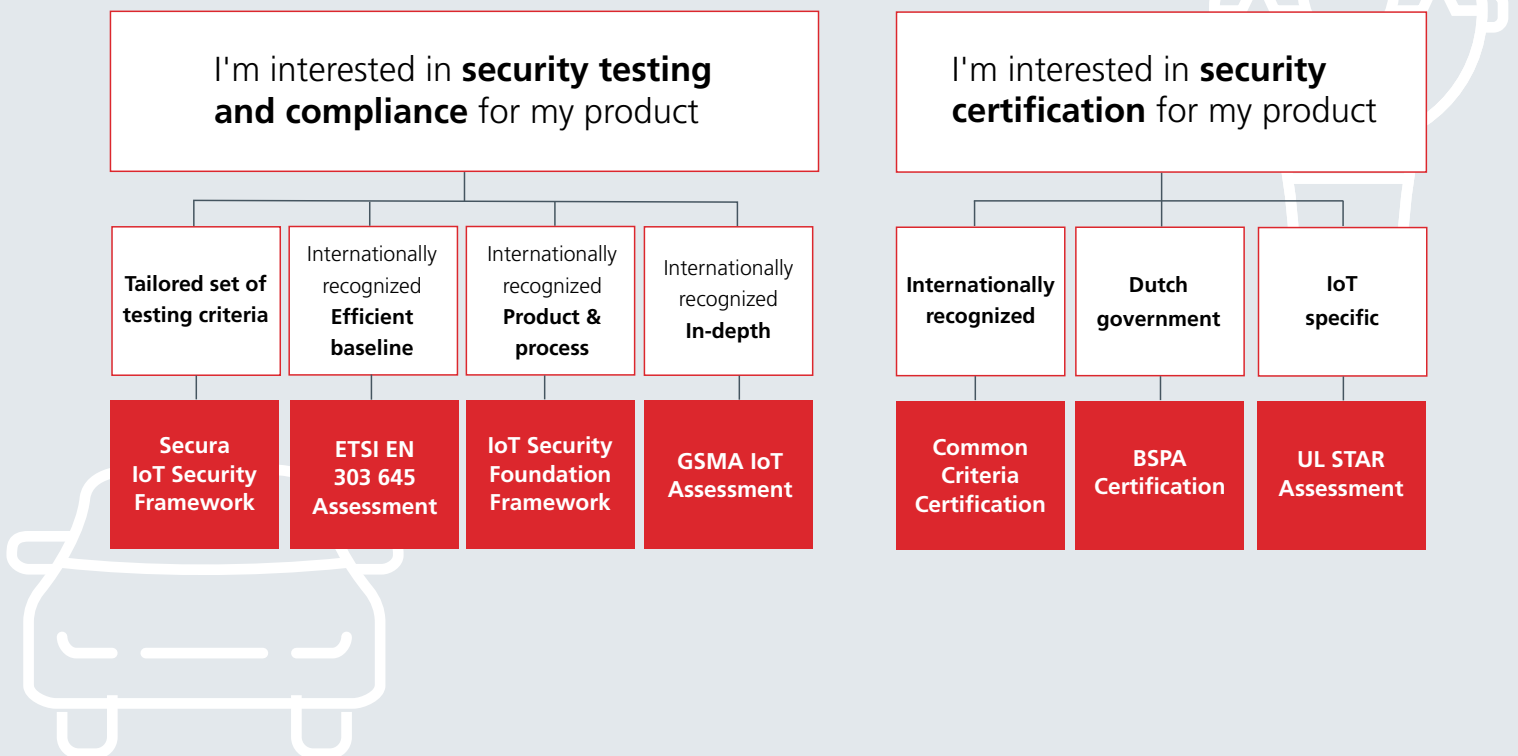 I'm interested in security testing
and compliance for my product
Tailored set of
testing criteria
Internationally
recognized
Efficient
baseline
Internationally
recognized
Product &
process
Internationally
recognized
In-depth
Secura
IoT Security
Framework
ETSI EN
303 645
Assessment
IoT Security
Foundation
Framework
GSMA IoT
Assessment
I'm interested in security
certification for my product
Internationally
recognized
Dutch
government
IoT
specific
Common
Criteria
Certification
BSPA
Certification
UL STAR
Assessment